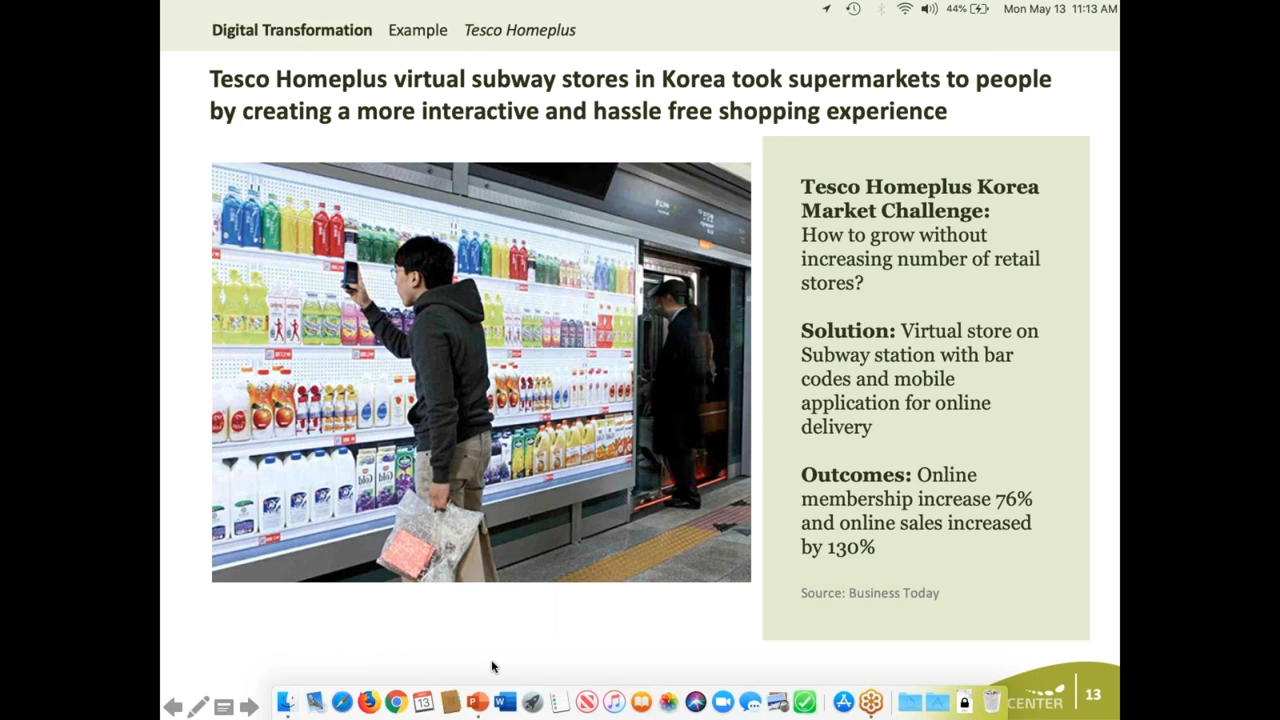 44% Mon May 13 11:13 AM
Digital Transformation Example Tesco Homeplus
Tesco Homeplus virtual subway stores in Korea took supermarkets to people
by creating a more interactive and hassle free shopping experience
Tesco Homeplus Korea
Market Challenge:
How to grow without
increasing number of retail
stores?
Solution: Virtual store on
Subway station with bar
codes and mobile
application for online
delivery
Outcomes: Online
membership increase 76%
and online sales increased
by 130%
Source: Business Today
13
CENTER
13